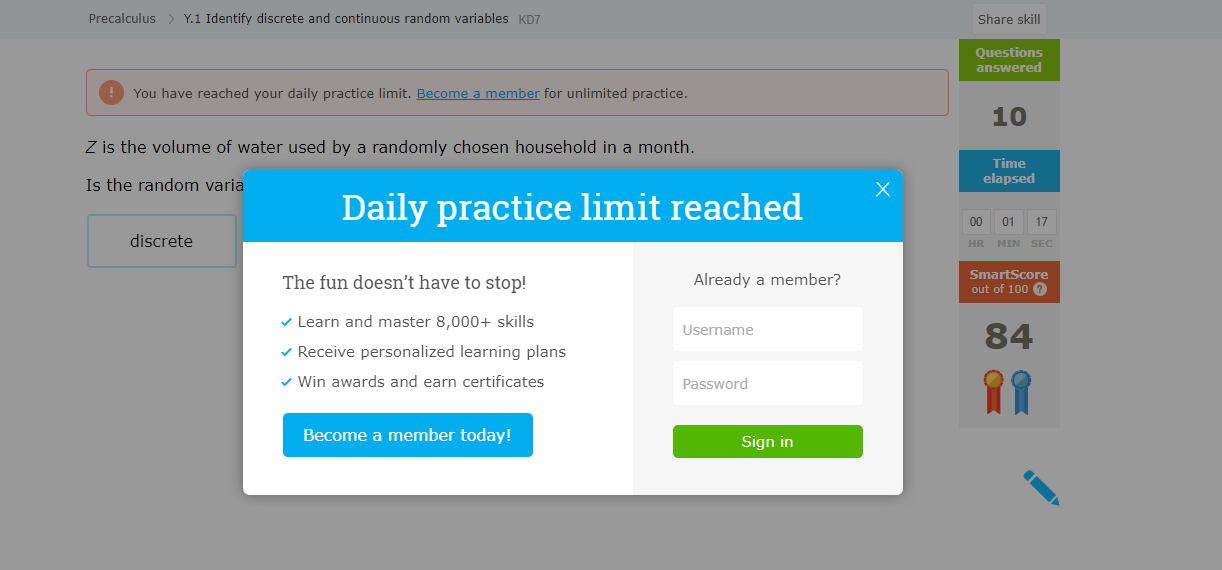 Precalculus > Y.1 Identify discrete and continuous random variables KD7
Share skill
! You have reached your daily practice limit. Become a member for unlimited practice.
Z is the volume of water used by a randomly chosen household in a month.
Is the random
discrete
Daily practice limit reached
The fun doesn't have to stop!
Learn and master 8,000+ skills
Receive personalized learning plans
Win awards and earn certificates
Become a member today!
Already a member?
Username
Password
Sign in
Questions
answered
10
Time
elapsed
00 01 17
HR MIN SEC
SmartScore
out of 100 ?
84